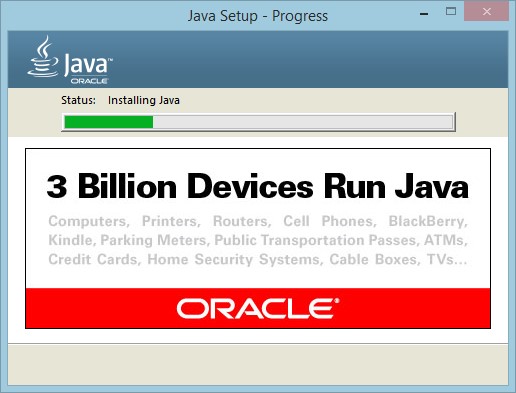 Java Setup - Progress
Java™
ORACLE
Status: Installing Java
3 Billion Devices Run Java
Computers, Printers, Routers, Cell Phones, BlackBerry,
Kindle, Parking Meters, Public Transportation Passes, ATMs,
Credit Cards, Home Security Systems, Cable Boxes, TVs...
ORACLE®